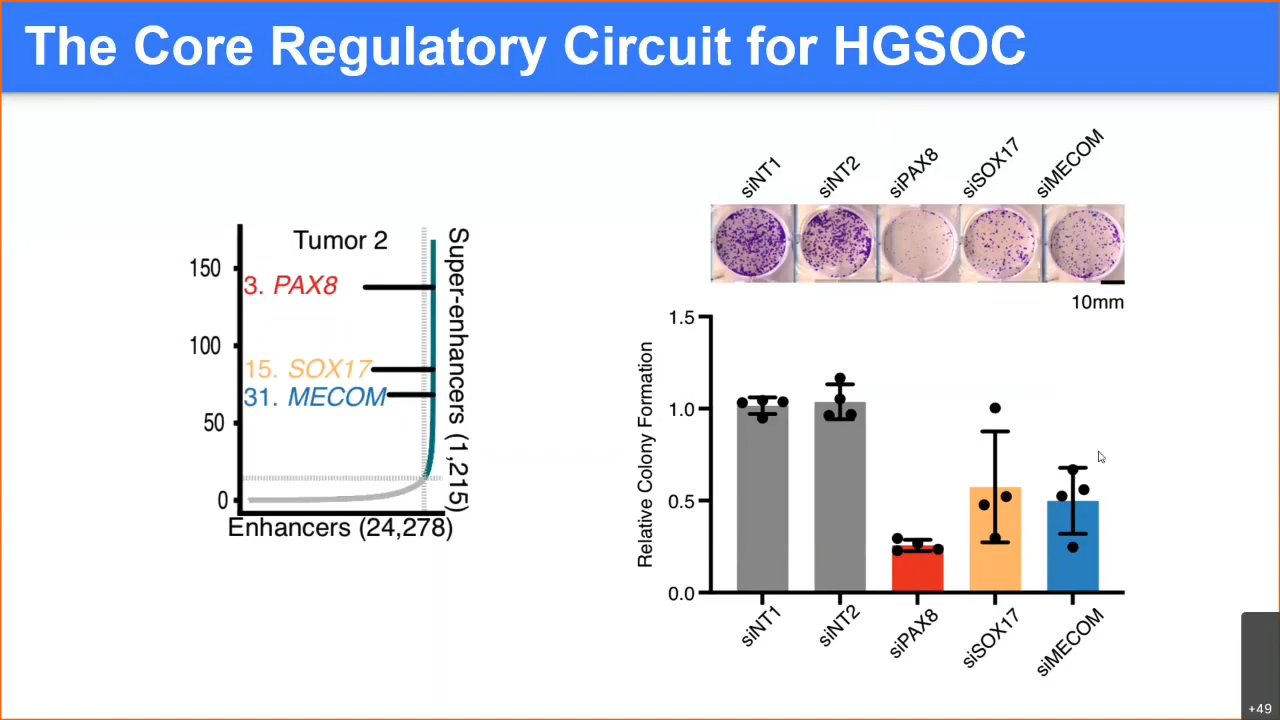 The Core Regulatory Circuit for HGSOC
Tumor 2
150
100
50
0
3. PAX8
15. SOX17
31. MECOM
Super-enhancers (1,215)
Enhancers (24,278)
siNT1
siNT2
siPAX8
siSOX17
siMECOM
10mm
Relative Colony Formation
1.5
1.0
0.5
0.0
siNT1
siNT2
siPAX8
siSOX17
siMECOM
+49